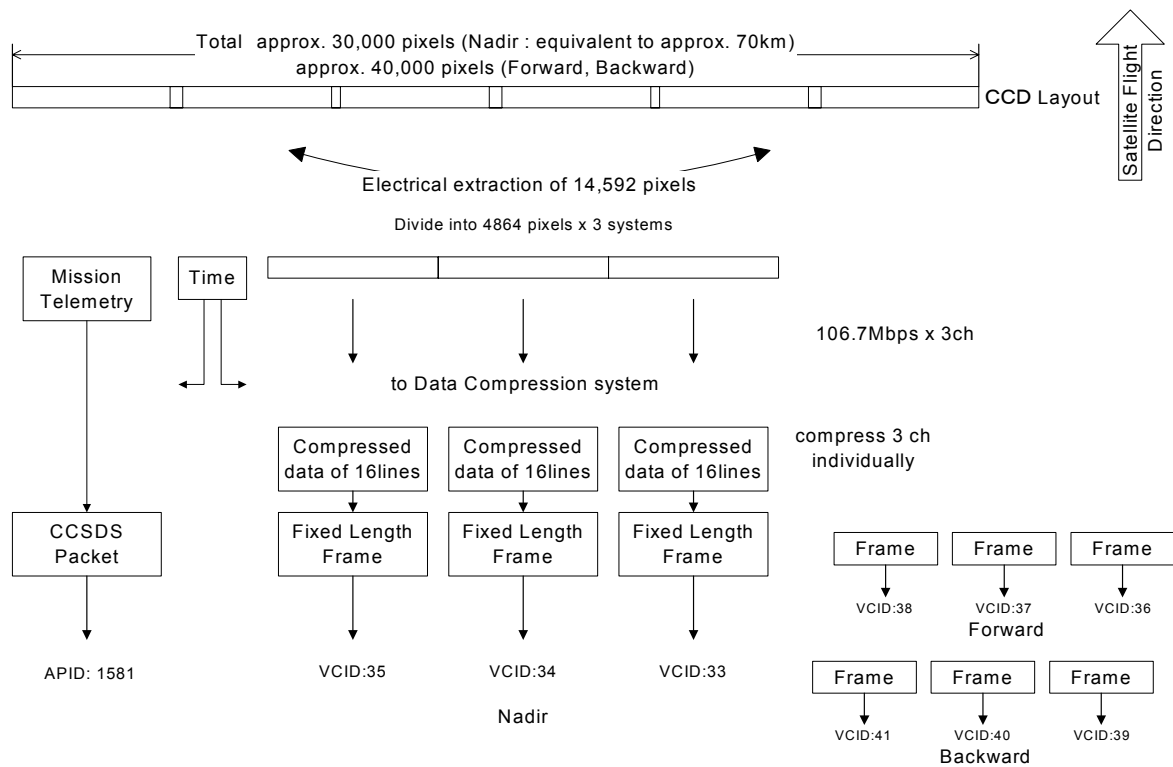 Total approx. 30,000 pixels (Nadir : equivalent to approx. 70km)
approx. 40,000 pixels (Forward, Backward)
CCD Layout
Satellite Flight
Direction
Electrical extraction of 14,592 pixels
Divide into 4864 pixels x 3 systems
Mission
Telemetry
Time
106.7Mbps x 3ch
to Data Compression system
Compressed
data of 16lines
Compressed
data of 16lines
Compressed
data of 16lines
compress 3 ch
individually
CCSDS
Packet
Fixed Length
Frame
Fixed Length
Frame
Fixed Length
Frame
Frame
Frame
Frame
VCID:38
VCID:37
VCID:36
Forward
APID: 1581
VCID:35
VCID:34
VCID:33
Nadir
Frame
Frame
Frame
VCID:41
VCID:40
VCID:39
Backward